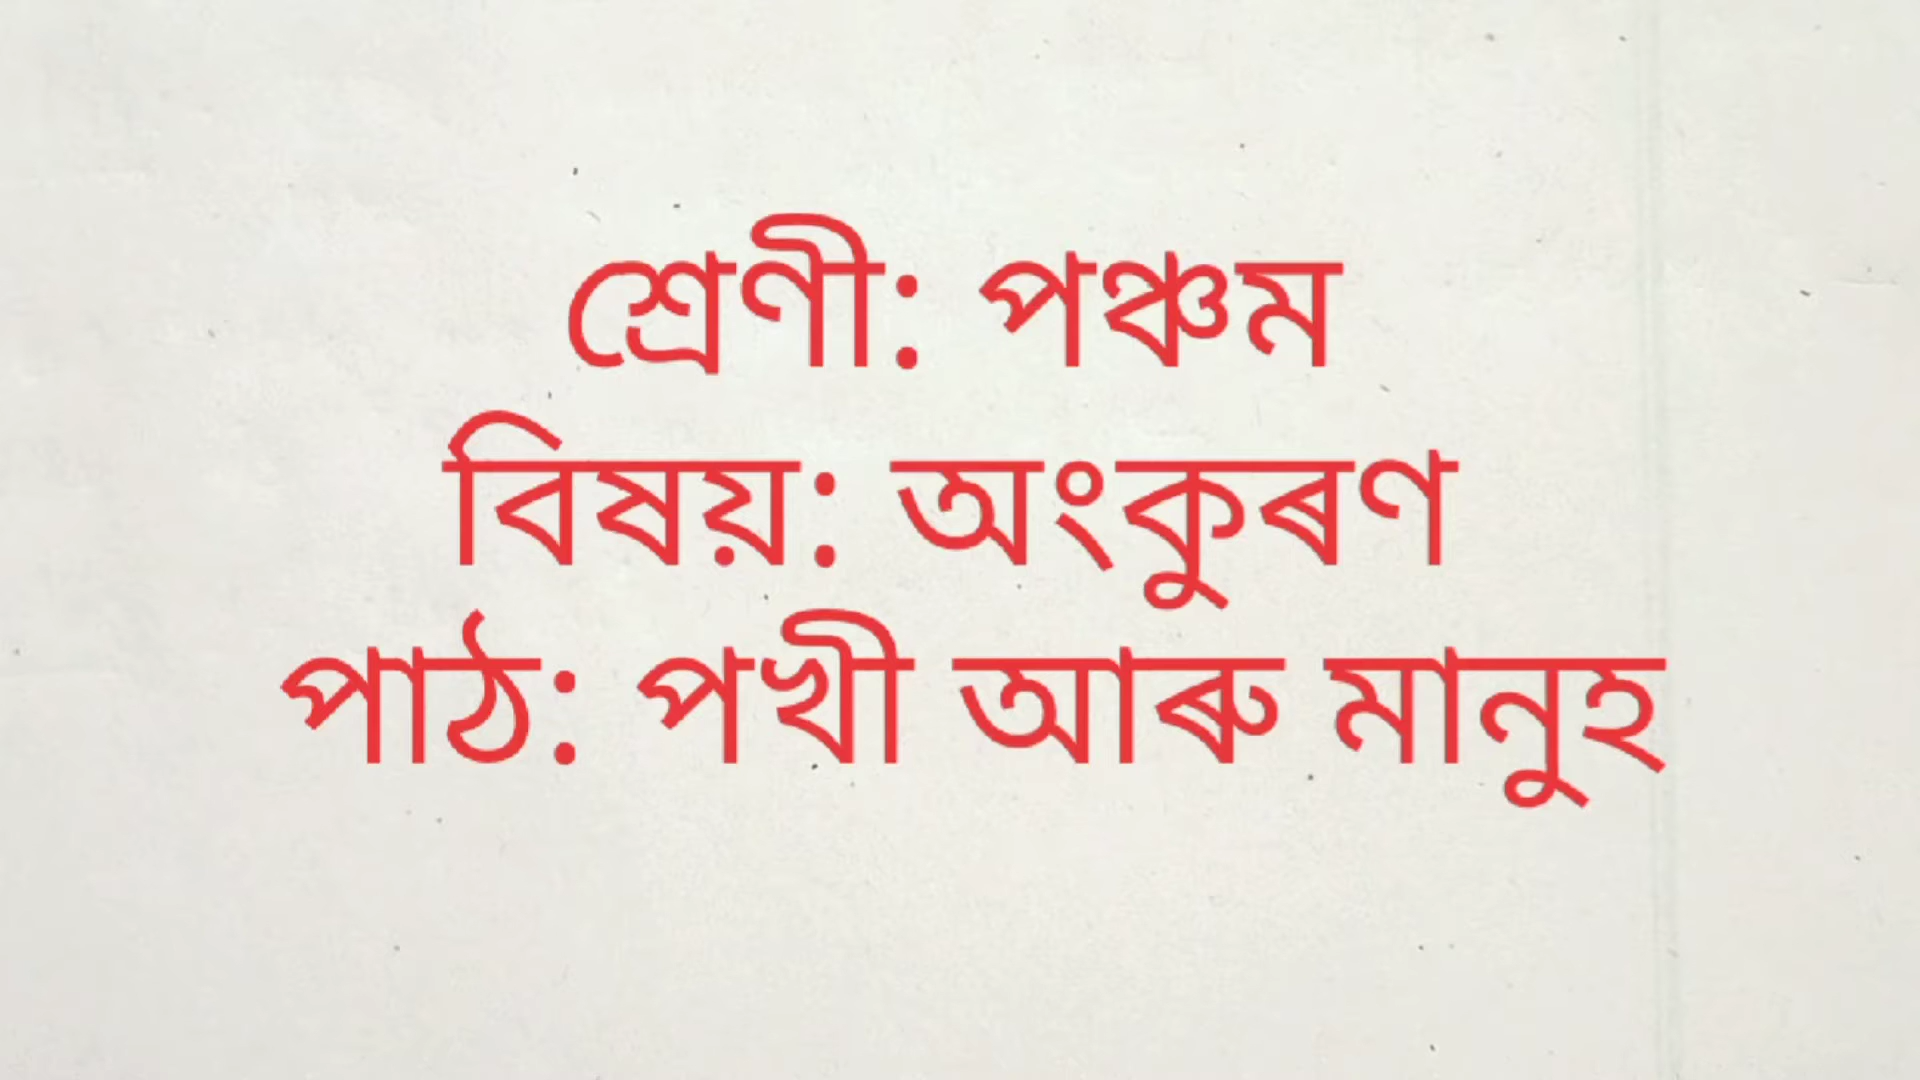 শ্ৰেণী: পঞ্চম
বিষয়: অংকুৰণ
পাঠ: পখী আৰু মানুহ